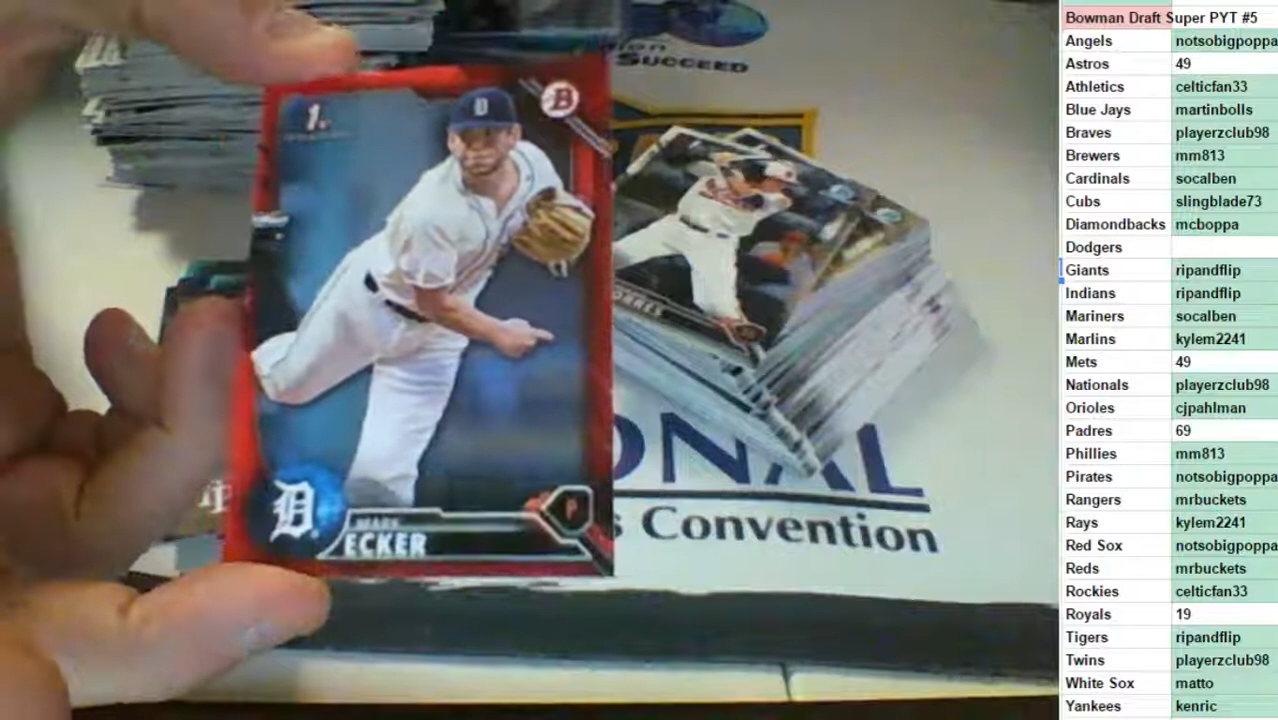 ion
SUCCEED
1st
B
D
D
P
MARK
ECKER
ONAL
s Convention
Bowman Draft Super PYT #5
Angels notsobigpoppa
Astros 49
Athletics celticfan33
Blue Jays martinbolls
Braves playerzclub98
Brewers mm813
Cardinals socalben
Cubs slingblade73
Diamondbacks mcboppa
Dodgers
Giants ripandflip
Indians ripandflip
Mariners socalben
Marlins kylem2241
Mets 49
Nationals playerzclub98
Orioles cjpahlman
Padres 69
Phillies mm813
Pirates notsobigpoppa
Rangers mrbuckets
Rays kylem2241
Red Sox notsobigpoppa
Reds mrbuckets
Rockies celticfan33
Royals 19
Tigers ripandflip
Twins playerzclub98
White Sox matto
Yankees kenric